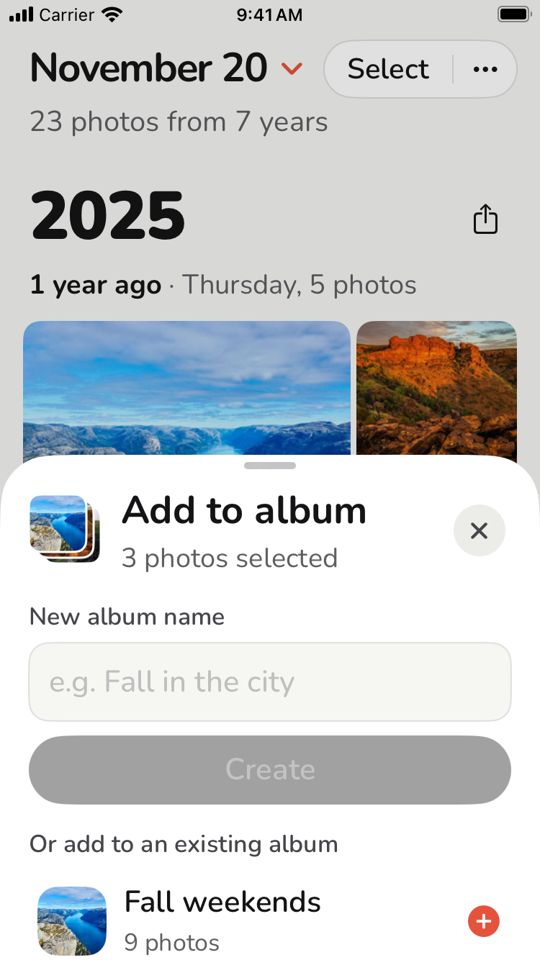 Carrier 9:41 AM
November 20 Select
23 photos from 7 years
2025
1 year ago · Thursday, 5 photos
Add to album
3 photos selected
New album name
e.g. Fall in the city
Create
Or add to an existing album
Fall weekends
9 photos